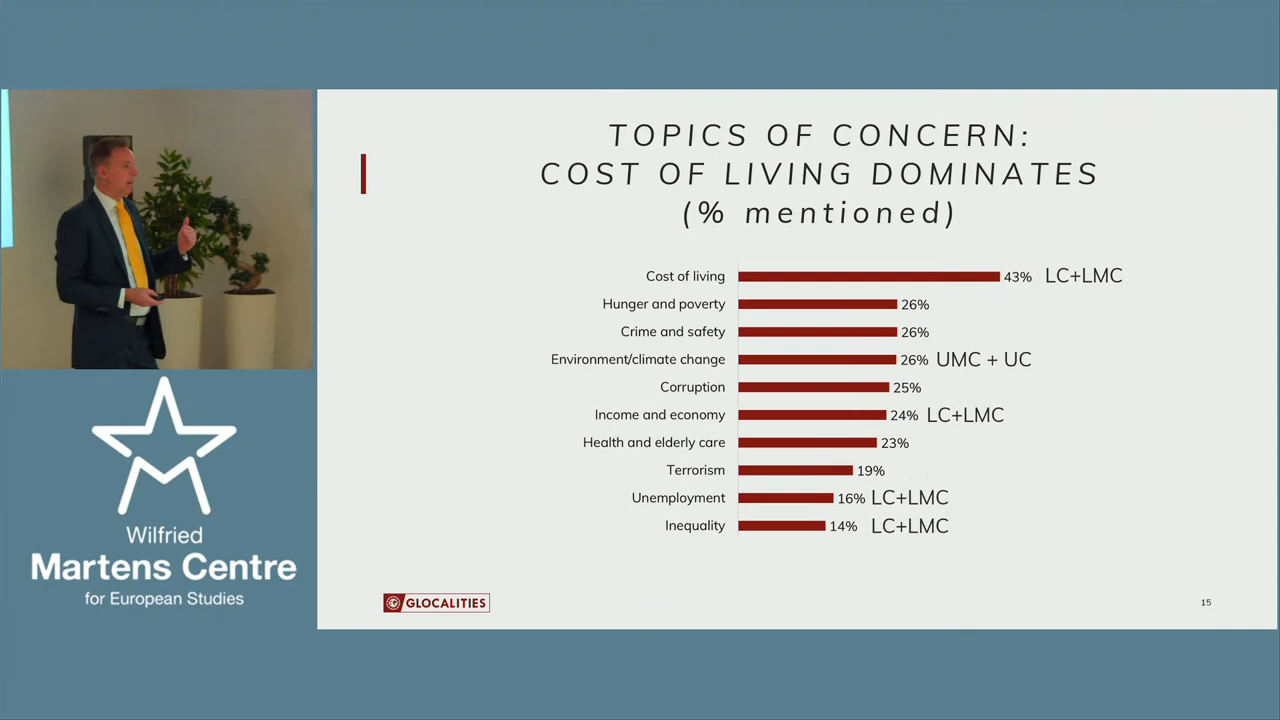 TOPICS OF CONCERN:
COST OF LIVING DOMINATES
(% mentioned)
Cost of living 43% LC+LMC
Hunger and poverty 26%
Crime and safety 26%
Environment/climate change 26% UMC + UC
Corruption 25%
Income and economy 24% LC+LMC
Health and elderly care 23%
Terrorism 19%
Unemployment 16% LC+LMC
Inequality 14% LC+LMC
GLOCALITIES
15
Wilfried
Martens Centre
for European Studies